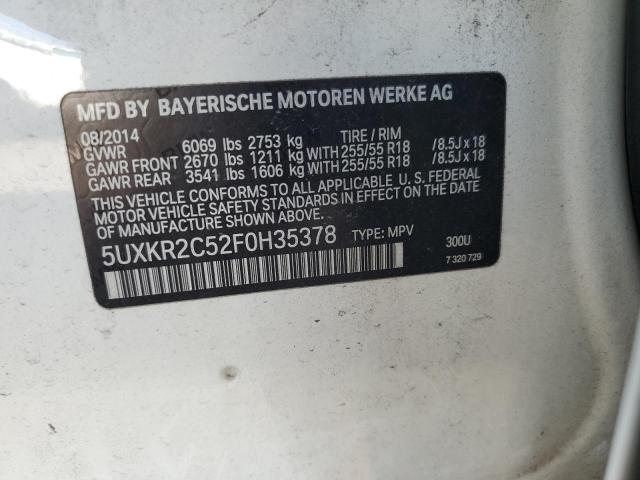 MFD BY BAYERISCHE MOTOREN WERKE AG
08/2014 TIRE / RIM
GVWR 6069 lbs 2753 kg
GAWR FRONT 2670 lbs 1211 kg WITH 255/55 R18 /8.5J x 18
GAWR REAR 3541 lbs 1606 kg WITH 255/55 R18 /8.5J x 18
THIS VEHICLE CONFORMS TO ALL APPLICABLE U. S. FEDERAL
MOTOR VEHICLE SAFETY STANDARDS IN EFFECT ON THE DATE
OF MANUFACTURE SHOWN ABOVE.
5UXKR2C52F0H35378 TYPE: MPV 300U
7 320 729